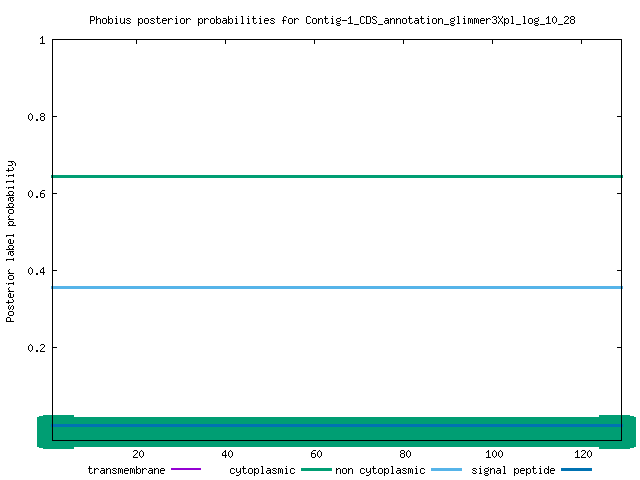 Phobius posterior probabilities for Contig-1_CDS_annotation_glimmer3Xpl_log_10_28
1
0.8
0.6
0.4
0.2
Posterior label probability
20 40 60 80 100 120
transmembrane cytoplasmic non cytoplasmic signal peptide